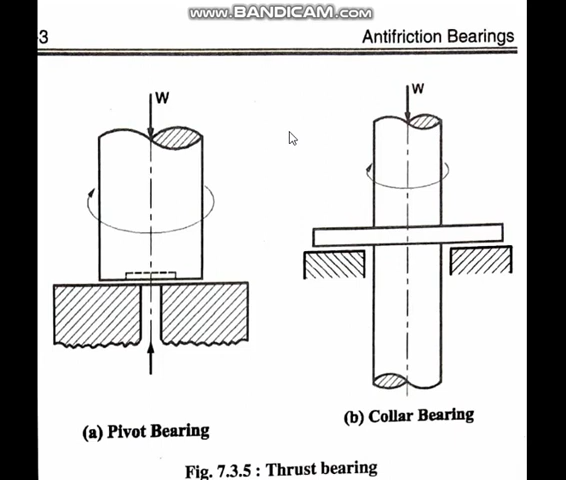 www.BANDICAM.com
3
Antifriction Bearings
W
W
(a) Pivot Bearing
(b) Collar Bearing
Fig. 7.3.5 : Thrust bearing